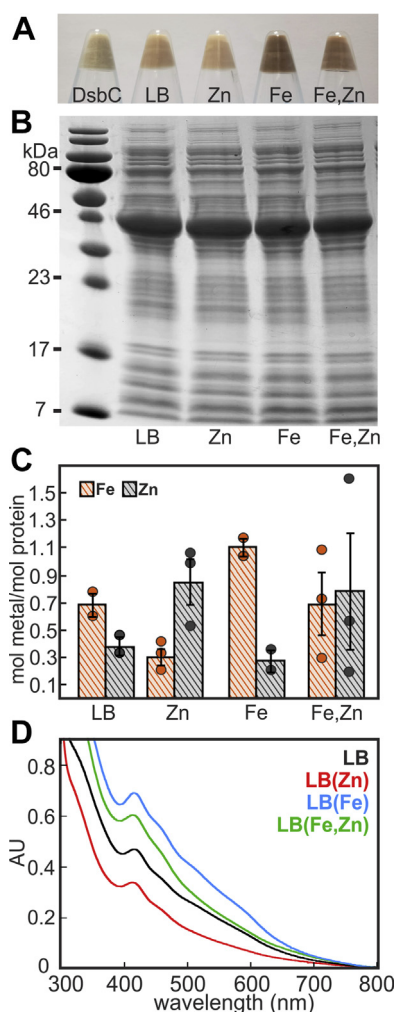 A
DsbC LB Zn Fe Fe,Zn
B
kDa
80
46
23
17
7
LB Zn Fe Fe,Zn
C
mol metal/mol protein
Fe Zn
1.5
1.3
1.1
0.9
0.7
0.5
0.3
0.1
LB Zn Fe Fe,Zn
D
AU
LB
LB(Zn)
LB(Fe)
LB(Fe,Zn)
0.8
0.6
0.4
0.2
0
300 400 500 600 700 800
wavelength (nm)